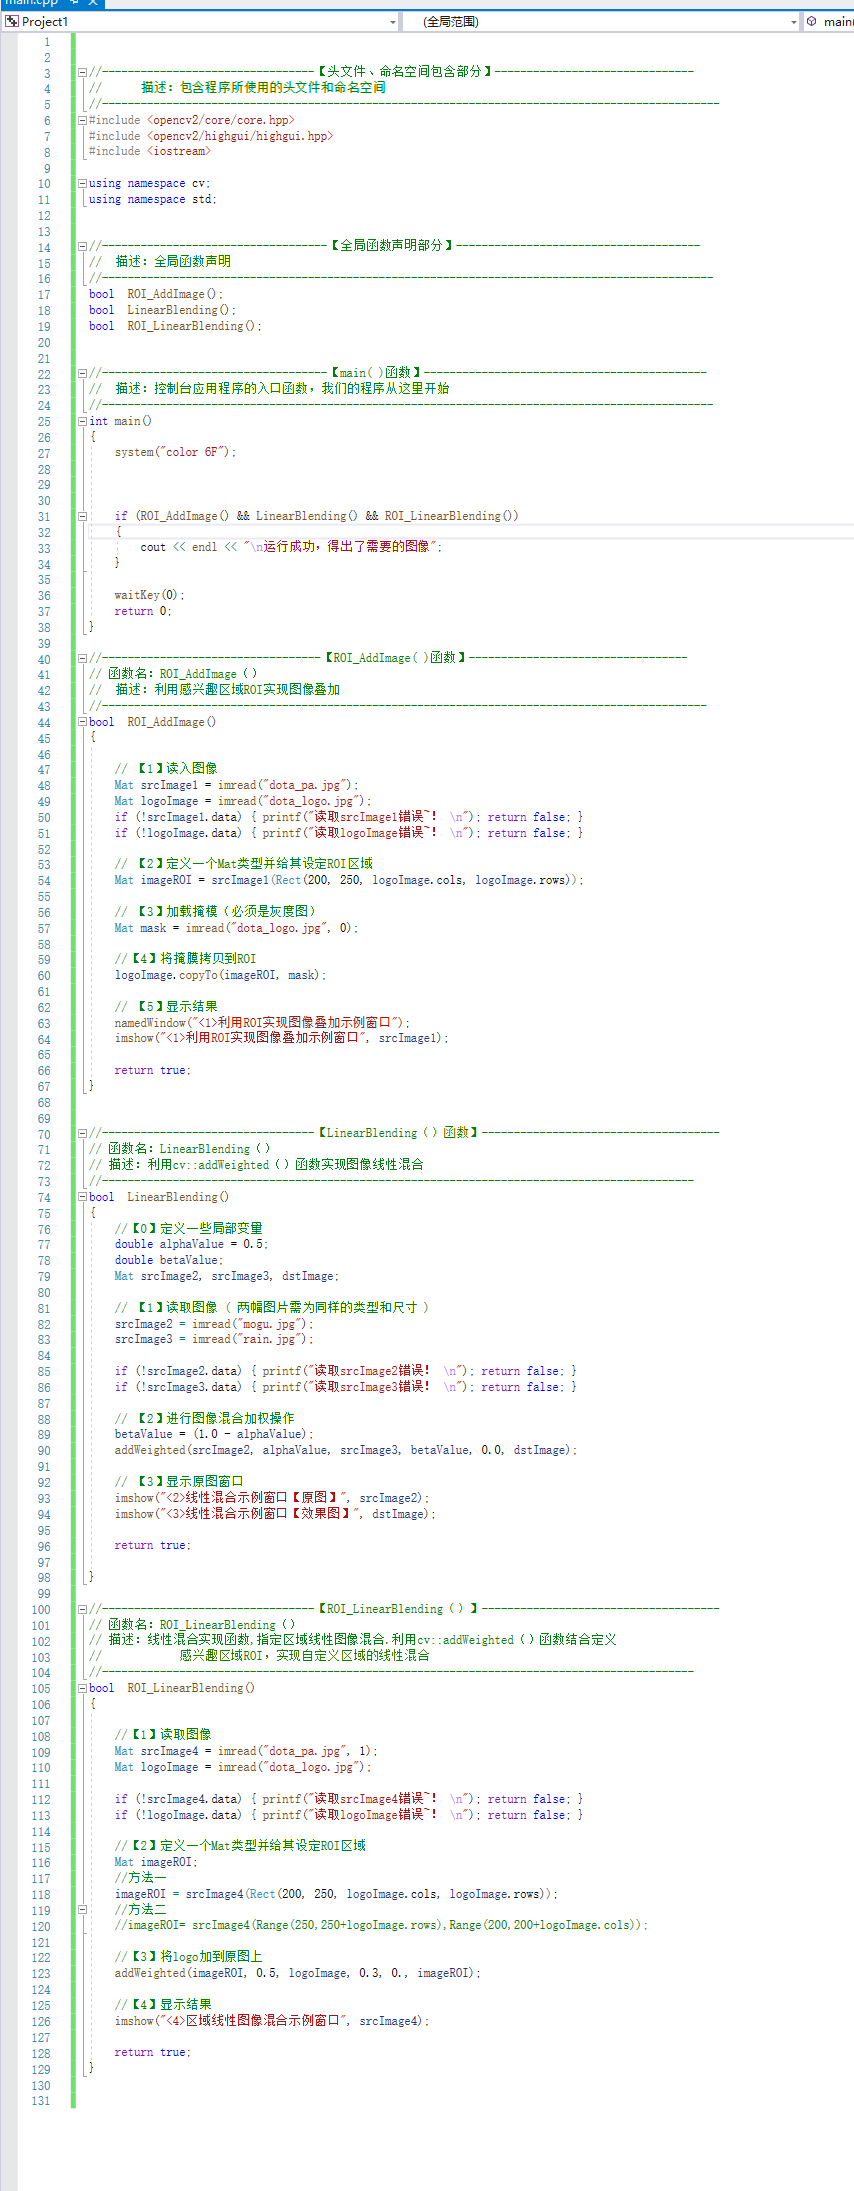 main.cpp
Project1
(全局范围)
main(
1
2
3 //---------------------------------【头文件、命名空间包含部分】-------------------------------
4 //      描述：包含程序所使用的头文件和命名空间
5 //------------------------------------------------------------------------------------------------
6 #include <opencv2/core/core.hpp>
7 #include <opencv2/highgui/highgui.hpp>
8 #include <iostream>
9
10 using namespace cv;
11 using namespace std;
12
13
14 //-----------------------------------【全局函数声明部分】--------------------------------------
15 //  描述：全局函数声明
16 //-----------------------------------------------------------------------------------------------
17 bool  ROI_AddImage();
18 bool  LinearBlending();
19 bool  ROI_LinearBlending();
20
21
22 //-----------------------------------【main( )函数】--------------------------------------------
23 //  描述：控制台应用程序的入口函数，我们的程序从这里开始
24 //-----------------------------------------------------------------------------------------------
25 int main()
26 {
27     system("color 6F");
28
29
30
31     if (ROI_AddImage() && LinearBlending() && ROI_LinearBlending())
32     {
33         cout << endl << "\n运行成功，得出了需要的图像";
34     }
35
36     waitKey(0);
37     return 0;
38 }
39
40 //----------------------------------【ROI_AddImage( )函数】----------------------------------
41 // 函数名：ROI_AddImage（）
42 //  描述：利用感兴趣区域ROI实现图像叠加
43 //----------------------------------------------------------------------------------------------
44 bool  ROI_AddImage()
45 {
46
47     // 【1】读入图像
48     Mat srcImage1 = imread("dota_pa.jpg");
49     Mat logoImage = imread("dota_logo.jpg");
50     if (!srcImage1.data) { printf("读取srcImage1错误~！ \n"); return false; }
51     if (!logoImage.data) { printf("读取logoImage错误~！ \n"); return false; }
52
53     // 【2】定义一个Mat类型并给其设定ROI区域
54     Mat imageROI = srcImage1(Rect(200, 250, logoImage.cols, logoImage.rows));
55
56     // 【3】加载掩模（必须是灰度图）
57     Mat mask = imread("dota_logo.jpg", 0);
58
59     //【4】将掩膜拷贝到ROI
60     logoImage.copyTo(imageROI, mask);
61
62     // 【5】显示结果
63     namedWindow("<1>利用ROI实现图像叠加示例窗口");
64     imshow("<1>利用ROI实现图像叠加示例窗口", srcImage1);
65
66     return true;
67 }
68
69
70 //---------------------------------【LinearBlending（）函数】-------------------------------------
71 // 函数名：LinearBlending（）
72 // 描述：利用cv::addWeighted（）函数实现图像线性混合
73 //--------------------------------------------------------------------------------------------
74 bool  LinearBlending()
75 {
76     //【0】定义一些局部变量
77     double alphaValue = 0.5;
78     double betaValue;
79     Mat srcImage2, srcImage3, dstImage;
80
81     // 【1】读取图像 ( 两幅图片需为同样的类型和尺寸 )
82     srcImage2 = imread("mogu.jpg");
83     srcImage3 = imread("rain.jpg");
84
85     if (!srcImage2.data) { printf("读取srcImage2错误！ \n"); return false; }
86     if (!srcImage3.data) { printf("读取srcImage3错误！ \n"); return false; }
87
88     // 【2】进行图像混合加权操作
89     betaValue = (1.0 - alphaValue);
90     addWeighted(srcImage2, alphaValue, srcImage3, betaValue, 0.0, dstImage);
91
92     // 【3】显示原图窗口
93     imshow("<2>线性混合示例窗口【原图】", srcImage2);
94     imshow("<3>线性混合示例窗口【效果图】", dstImage);
95
96     return true;
97
98 }
99
100 //---------------------------------【ROI_LinearBlending（）】-------------------------------------
101 // 函数名：ROI_LinearBlending（）
102 // 描述：线性混合实现函数,指定区域线性图像混合.利用cv::addWeighted（）函数结合定义
103 //            感兴趣区域ROI，实现自定义区域的线性混合
104 //--------------------------------------------------------------------------------------------
105 bool  ROI_LinearBlending()
106 {
107
108     //【1】读取图像
109     Mat srcImage4 = imread("dota_pa.jpg", 1);
110     Mat logoImage = imread("dota_logo.jpg");
111
112     if (!srcImage4.data) { printf("读取srcImage4错误~！ \n"); return false; }
113     if (!logoImage.data) { printf("读取logoImage错误~！ \n"); return false; }
114
115     //【2】定义一个Mat类型并给其设定ROI区域
116     Mat imageROI;
117     //方法一
118     imageROI = srcImage4(Rect(200, 250, logoImage.cols, logoImage.rows));
119     //方法二
120     //imageROI= srcImage4(Range(250,250+logoImage.rows),Range(200,200+logoImage.cols));
121
122     //【3】将logo加到原图上
123     addWeighted(imageROI, 0.5, logoImage, 0.3, 0., imageROI);
124
125     //【4】显示结果
126     imshow("<4>区域线性图像混合示例窗口", srcImage4);
127
128     return true;
129 }
130
131